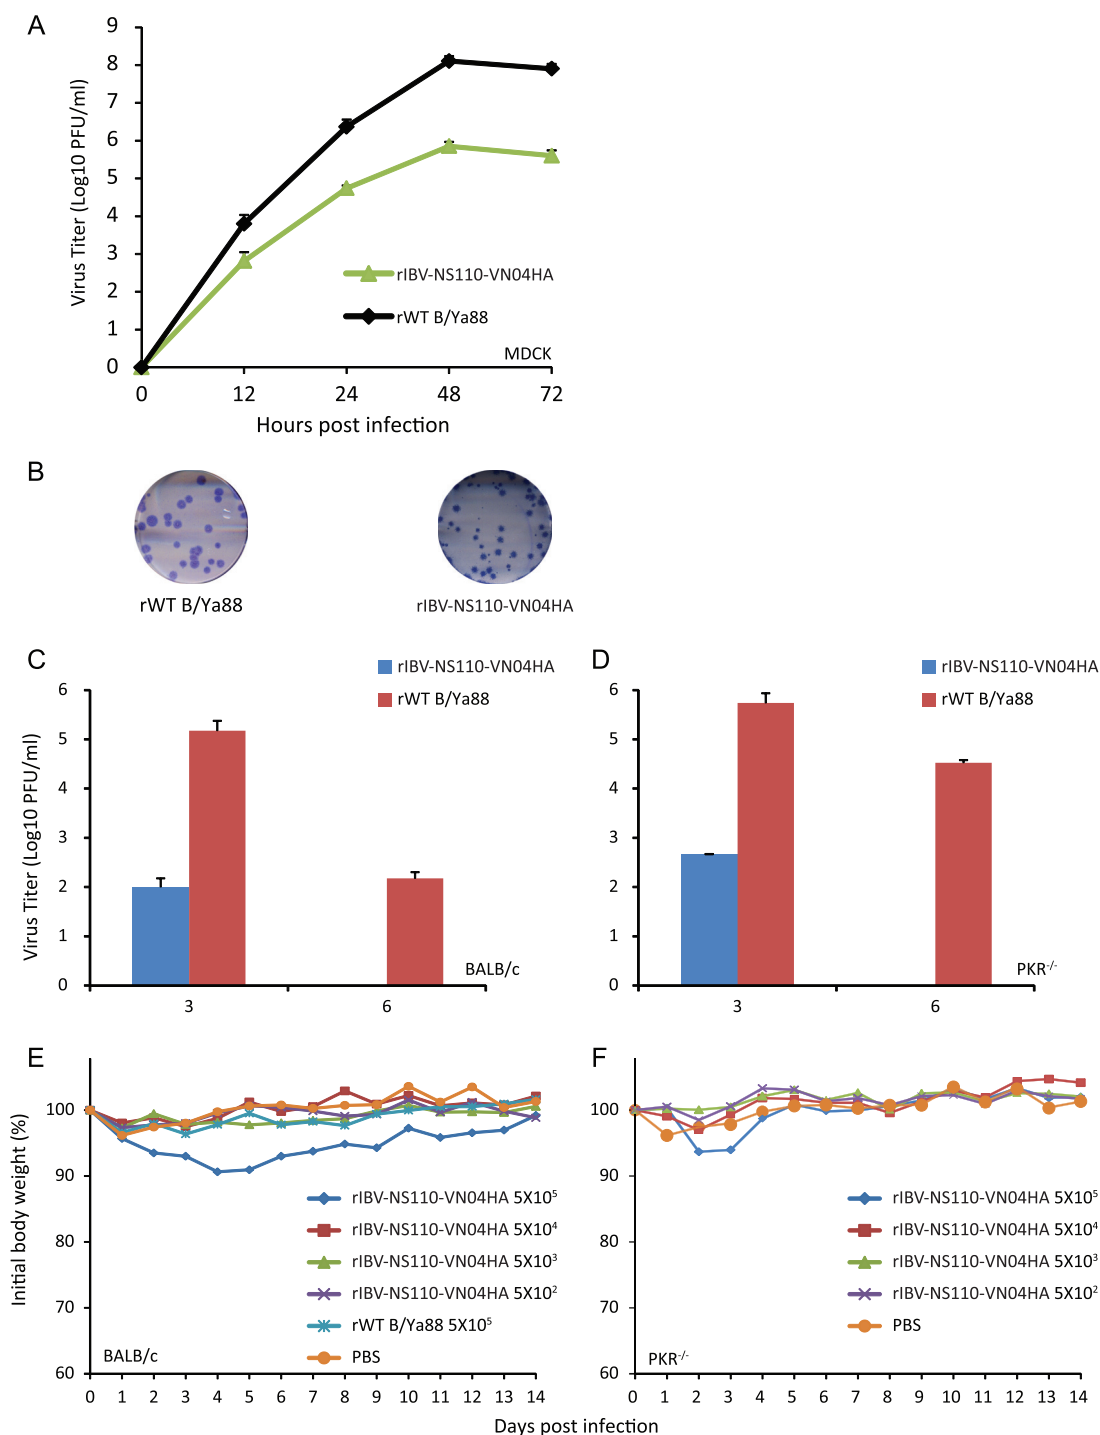 A
9
8
7
6
5
4
3
2
1
0
Virus Titer (Log10 PFU/ml)
rIBV-NS110-VN04HA
rWT B/Ya88
MDCK
0 12 24 48 72
Hours post infection
B
rWT B/Ya88
rIBV-NS110-VN04HA
C
rIBV-NS110-VN04HA
rWT B/Ya88
6
5
4
3
2
1
0
Virus Titer (Log10 PFU/ml)
BALB/c
3 6
D
rIBV-NS110-VN04HA
rWT B/Ya88
6
5
4
3
2
1
0
PKR-/-
3 6
E
100
90
80
70
60
Initial body weight (%)
rIBV-NS110-VN04HA 5X10⁵
rIBV-NS110-VN04HA 5X10⁴
rIBV-NS110-VN04HA 5X10³
rIBV-NS110-VN04HA 5X10²
rWT B/Ya88 5X10⁵
PBS
BALB/c
0 1 2 3 4 5 6 7 8 9 10 11 12 13 14
F
100
90
80
70
60
rIBV-NS110-VN04HA 5X10⁵
rIBV-NS110-VN04HA 5X10⁴
rIBV-NS110-VN04HA 5X10³
rIBV-NS110-VN04HA 5X10²
PBS
PKR-/-
0 1 2 3 4 5 6 7 8 9 10 11 12 13 14
Days post infection